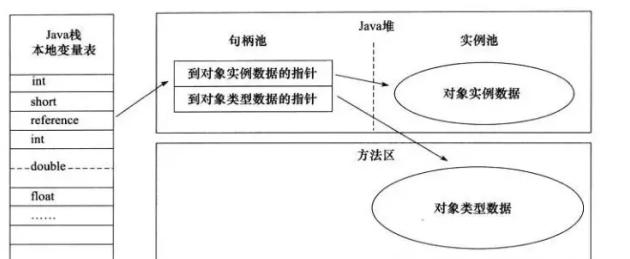 Java栈
本地变量表
int
short
reference
int
double
float
……
Java堆
句柄池
实例池
到对象实例数据的指针
到对象类型数据的指针
对象实例数据
方法区
对象类型数据